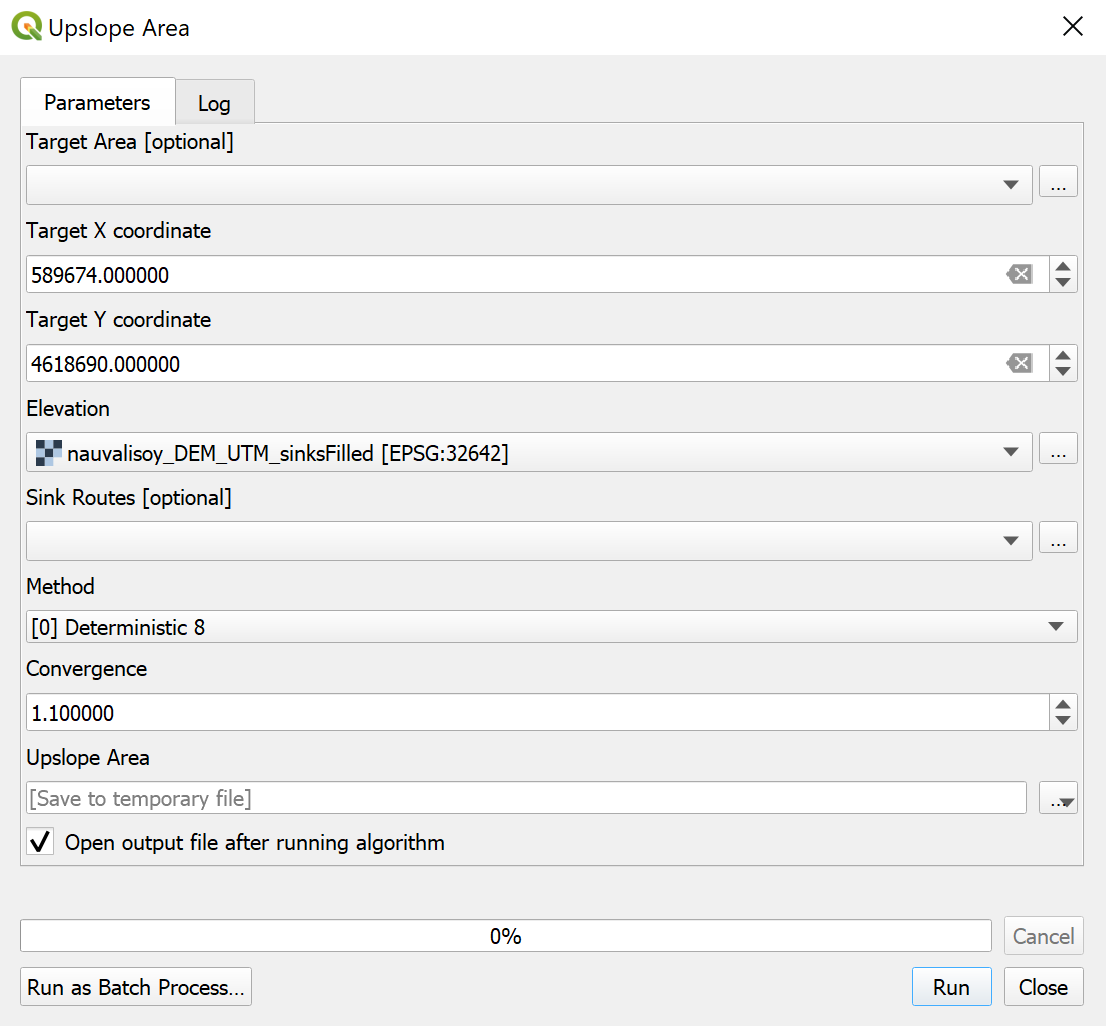 Upslope Area
Parameters
Log
Target Area [optional]
...
Target X coordinate
589674.000000
Target Y coordinate
4618690.000000
Elevation
nauvalisoy_DEM_UTM_sinksFilled [EPSG:32642]
...
Sink Routes [optional]
...
Method
[0] Deterministic 8
Convergence
1.100000
Upslope Area
[Save to temporary file]
...
Open output file after running algorithm
0%
Cancel
Run as Batch Process...
Run
Close